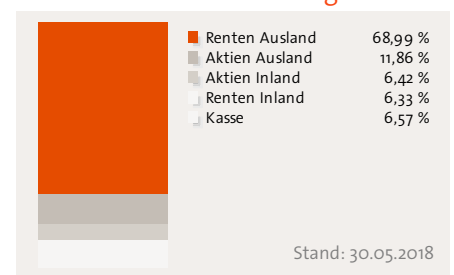 Renten Ausland 68,99 %
Aktien Ausland 11,86 %
Aktien Inland 6,42 %
Renten Inland 6,33 %
Kasse 6,57 %
Stand: 30.05.2018